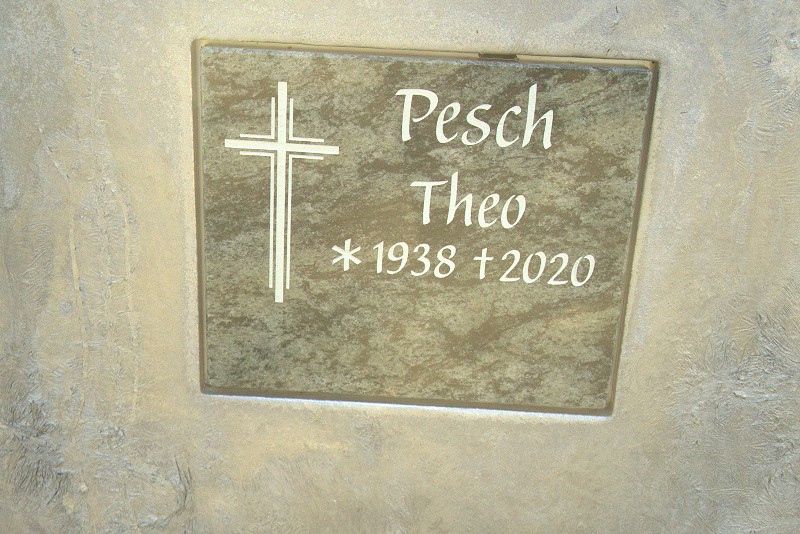 Pesch
Theo
* 1938 † 2020